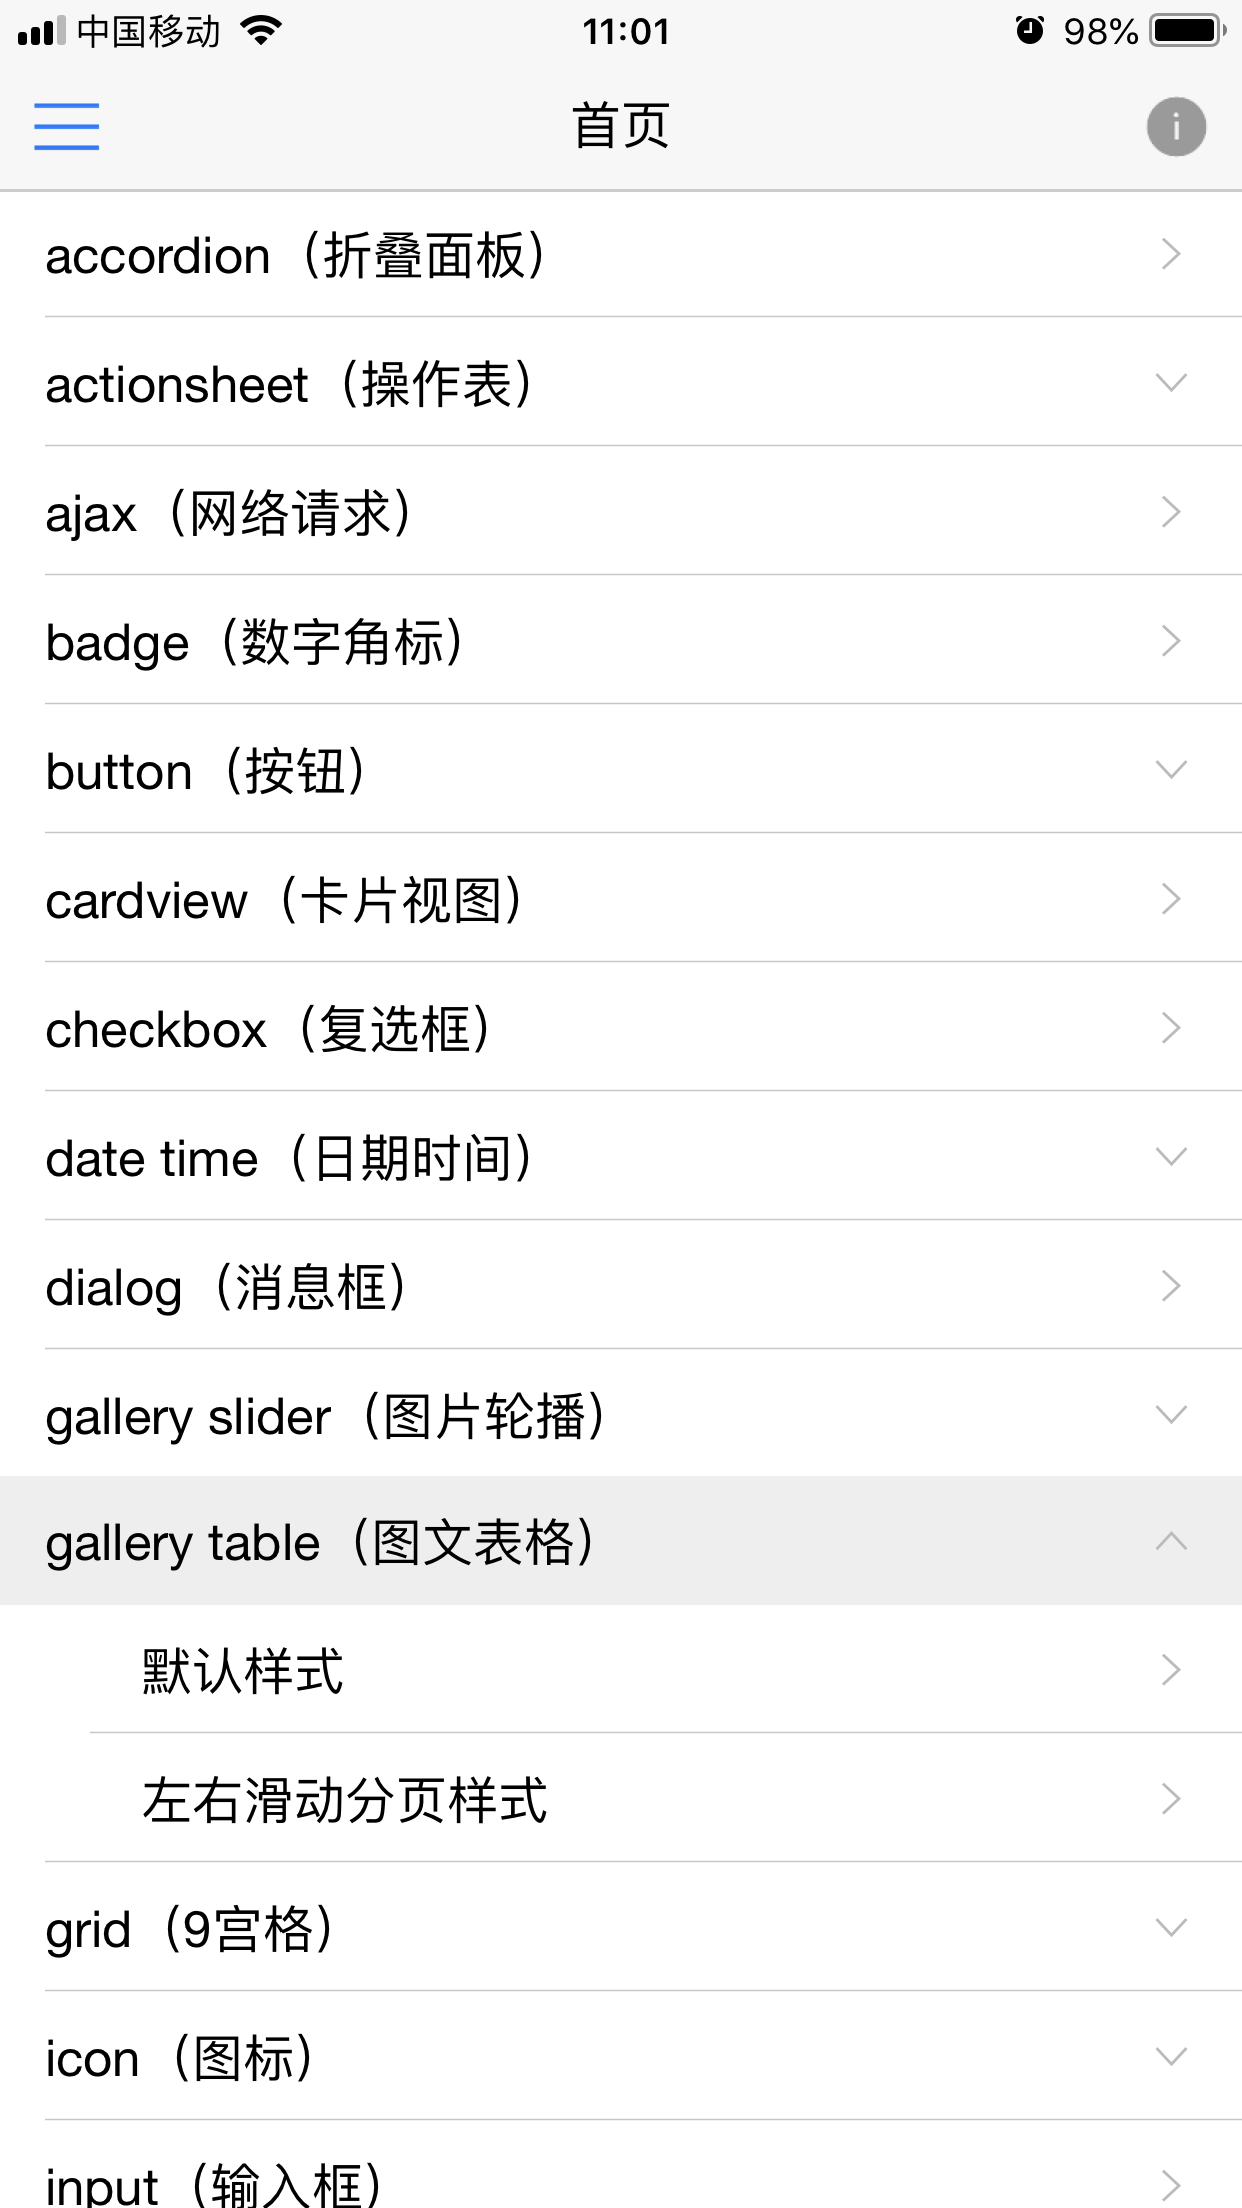 中国移动 11:01 98%
首页
accordion（折叠面板）
actionsheet（操作表）
ajax（网络请求）
badge（数字角标）
button（按钮）
cardview（卡片视图）
checkbox（复选框）
date time（日期时间）
dialog（消息框）
gallery slider（图片轮播）
gallery table（图文表格）
默认样式
左右滑动分页样式
grid（9宫格）
icon（图标）
input（输入框）